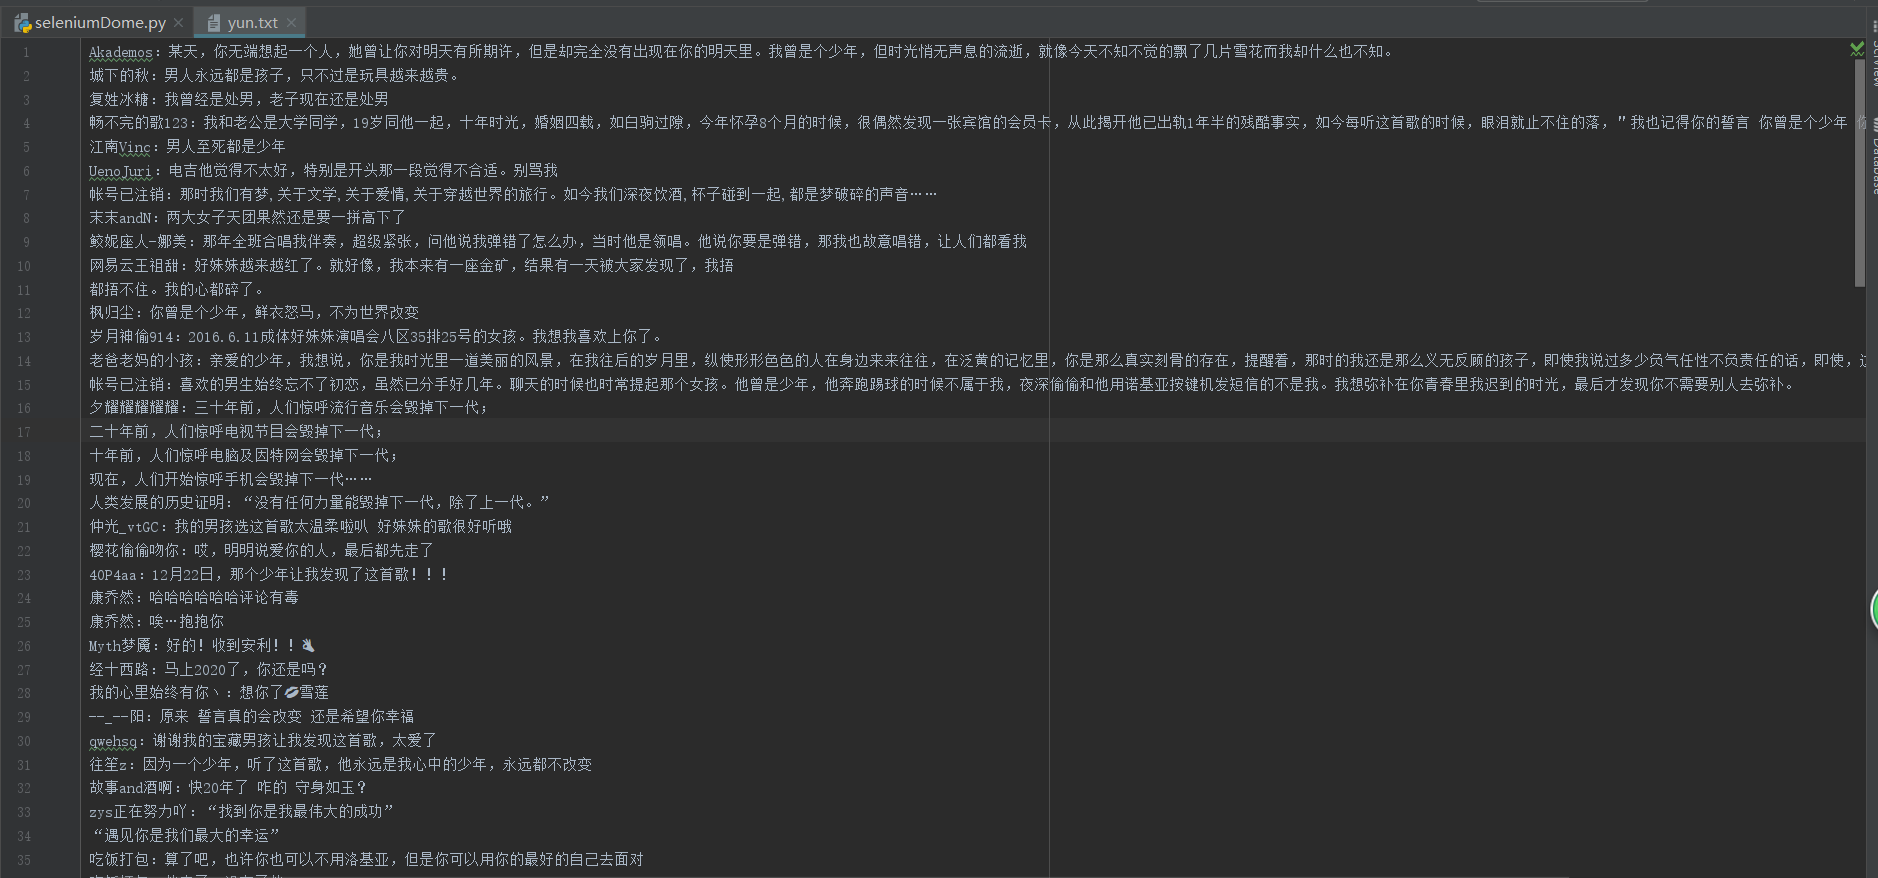 seleniumDome.py
yun.txt
1 Akademos：某天，你无端想起一个人，她曾让你对明天有所期许，但是却完全没有出现在你的明天里。我曾是个少年，但时光悄无声息的流逝，就像今天不知不觉的飘了几片雪花而我却什么也不知。
2 城下的秋：男人永远都是孩子，只不过是玩具越来越贵。
3 复姓冰糖：我曾经是处男，老子现在还是处男
4 畅不完的歌123：我和老公是大学同学，19岁同他一起，十年时光，婚姻四载，如白驹过隙，今年怀孕8个月的时候，很偶然发现一张宾馆的会员卡，从此揭开他已出轨1年半的残酷事实，如今每听这首歌的时候，眼泪就止不住的落，"我也记得你的誓言 你曾是个少年
5 江南Vinc：男人至死都是少年
6 UenoJuri：电吉他觉得不太好，特别是开头那一段觉得不合适。别骂我
7 帐号已注销：那时我们有梦,关于文学,关于爱情,关于穿越世界的旅行。如今我们深夜饮酒,杯子碰到一起,都是梦破碎的声音……
8 末末andN：两大女子天团果然还是要一拼高下了
9 鲛妮座人-娜美：那年全班合唱我伴奏，超级紧张，问他说我弹错了怎么办，当时他是领唱。他说你要是弹错，那我也故意唱错，让人们都看我
10 网易云王祖甜：好妹妹越来越红了。就好像，我本来有一座金矿，结果有一天被大家发现了，我捂
11 都捂不住。我的心都碎了。
12 枫归尘：你曾是个少年，鲜衣怒马，不为世界改变
13 岁月神偷914：2016.6.11成体好妹妹演唱会八区35排25号的女孩。我想我喜欢上你了。
14 老爸老妈的小孩：亲爱的少年，我想说，你是我时光里一道美丽的风景，在我往后的岁月里，纵使形形色色的人在身边来来往往，在泛黄的记忆里，你是那么真实刻骨的存在，提醒着，那时的我还是那么义无反顾的孩子，即使我说过多少负气任性不负责任的话，即使，
15 帐号已注销：喜欢的男生始终忘不了初恋，虽然已分手好几年。聊天的时候也时常提起那个女孩。他曾是少年，他奔跑踢球的时候不属于我，夜深偷偷和他用诺基亚按键机发短信的不是我。我想弥补在你青春里我迟到的时光，最后才发现你不需要别人去弥补。
16 夕耀耀耀耀耀：三十年前，人们惊呼流行音乐会毁掉下一代；
17 二十年前，人们惊呼电视节目会毁掉下一代；
18 十年前，人们惊呼电脑及因特网会毁掉下一代；
19 现在，人们开始惊呼手机会毁掉下一代……
20 人类发展的历史证明：“没有任何力量能毁掉下一代，除了上一代。”
21 仲光_vtGC：我的男孩选这首歌太温柔啦叭 好妹妹的歌很好听哦
22 樱花偷偷吻你：哎，明明说爱你的人，最后都先走了
23 40P4aa：12月22日，那个少年让我发现了这首歌！！！
24 康乔然：哈哈哈哈哈哈评论有毒
25 康乔然：唉…抱抱你
26 Myth梦魇：好的！收到安利！！
27 经十西路：马上2020了，你还是吗？
28 我的心里始终有你丶：想你了💋雪莲
29 --_--阳：原来 誓言真的会改变 还是希望你幸福
30 qwehsq：谢谢我的宝藏男孩让我发现这首歌，太爱了
31 往笙z：因为一个少年，听了这首歌，他永远是我心中的少年，永远都不改变
32 故事and酒啊：快20年了 咋的 守身如玉？
33 zys正在努力吖：“找到你是我最伟大的成功”
34 “遇见你是我们最大的幸运”
35 吃饭打包：算了吧，也许你也可以不用洛基亚，但是你可以用你的最好的自己去面对
SciView
Database